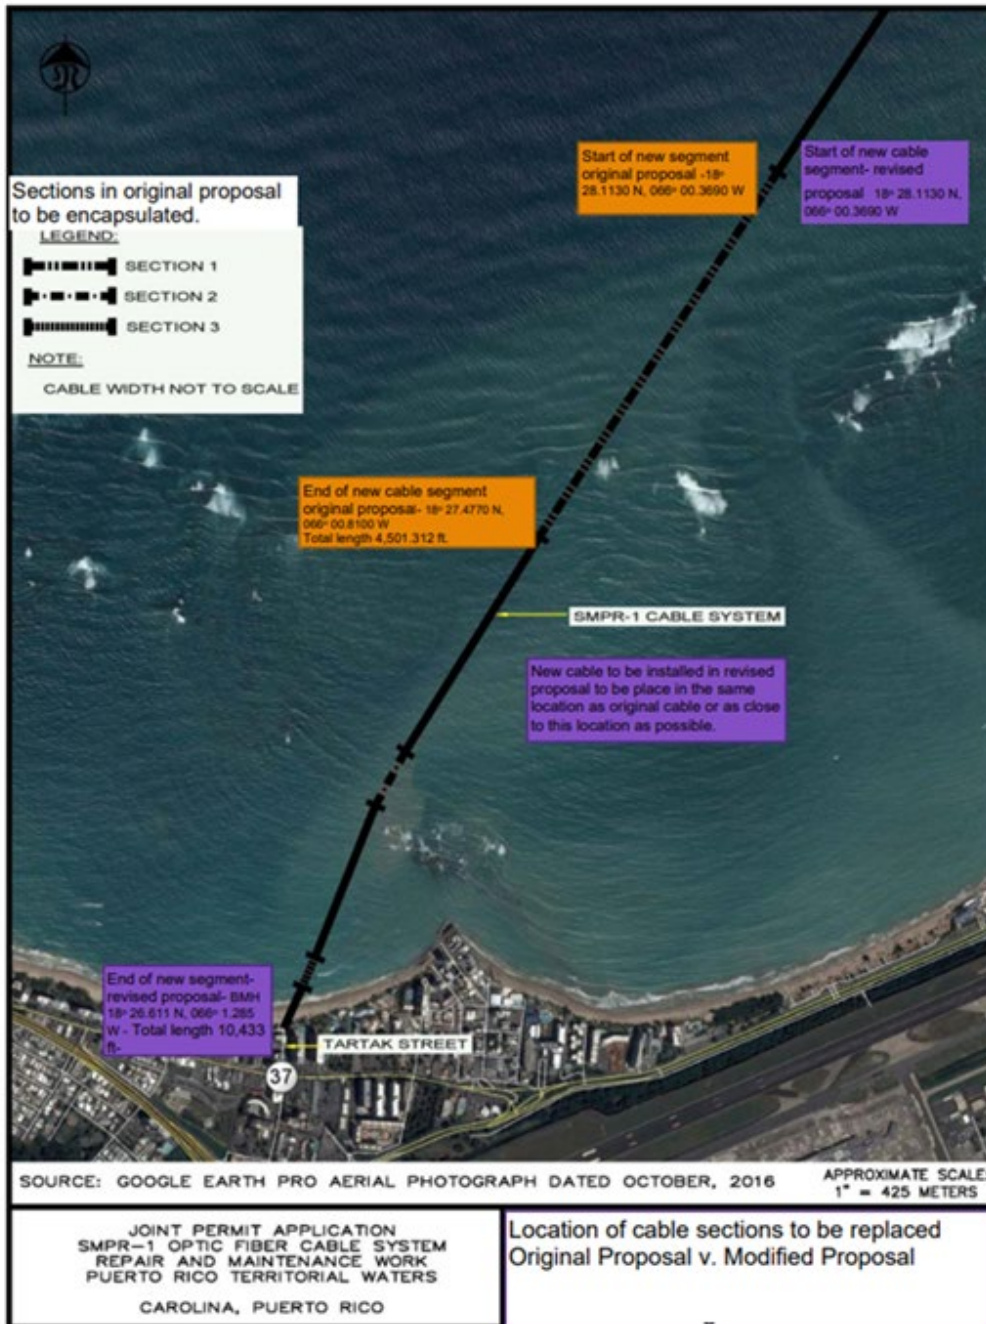 Start of new segment
original proposal -18º
28.1130 N, 066º 00.3690 W
Start of new cable
segment- revised
proposal 18º 28.1130 N,
066º 00.3690 W
Sections in original proposal
to be encapsulated.
LEGEND:
SECTION 1
SECTION 2
SECTION 3
NOTE:
CABLE WIDTH NOT TO SCALE
End of new cable segment
original proposal- 18º 27.4770 N,
066º 00.8100 W
Total length 4,501.312 ft.
SMPR-1 CABLE SYSTEM
New cable to be installed in revised
proposal to be place in the same
location as original cable or as close
to this location as possible.
End of new segment-
revised proposal- BMH
18º 26.611 N, 066º 1.285
W - Total length 10,433
ft-
TARTAK STREET
37
SOURCE: GOOGLE EARTH PRO AERIAL PHOTOGRAPH DATED OCTOBER, 2016
APPROXIMATE SCALE:
1" = 425 METERS
JOINT PERMIT APPLICATION
SMPR-1 OPTIC FIBER CABLE SYSTEM
REPAIR AND MAINTENANCE WORK
PUERTO RICO TERRITORIAL WATERS
CAROLINA, PUERTO RICO
Location of cable sections to be replaced
Original Proposal v. Modified Proposal